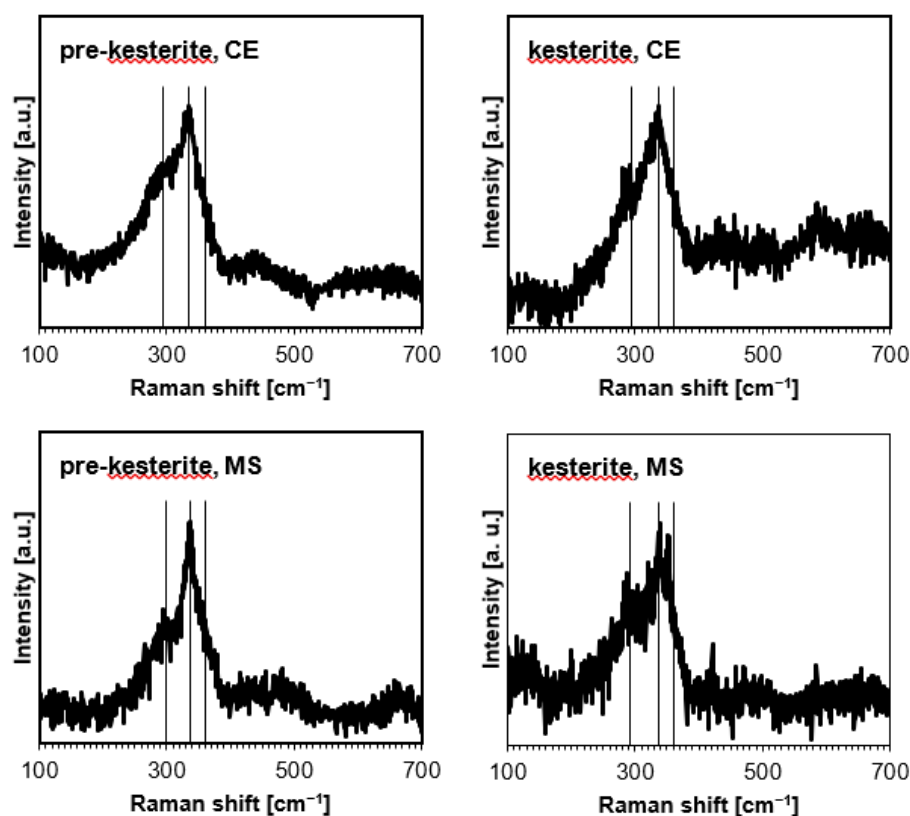 pre-kesterite, CE
Intensity [a.u.]
100 300 500 700
Raman shift [cm⁻¹]
kesterite, CE
Intensity [a.u.]
100 300 500 700
Raman shift [cm⁻¹]
pre-kesterite, MS
Intensity [a.u.]
100 300 500 700
Raman shift [cm⁻¹]
kesterite, MS
Intensity [a. u.]
100 300 500 700
Raman shift [cm⁻¹]